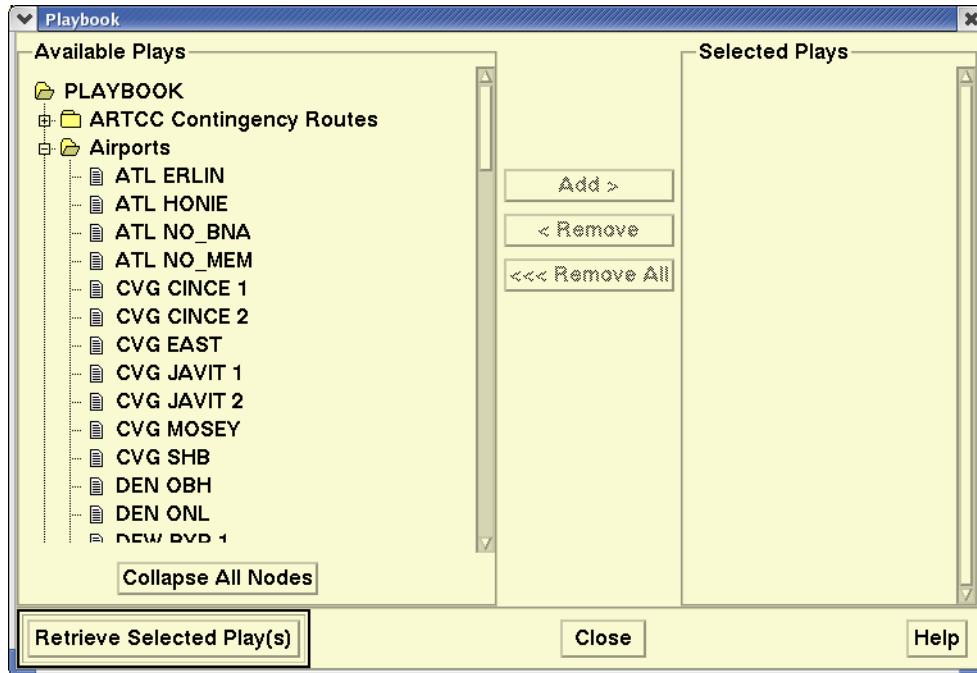 Playbook
Available Plays
PLAYBOOK
ARTCC Contingency Routes
Airports
ATL ERLIN
ATL HONIE
ATL NO_BNA
ATL NO_MEM
CVG CINCE 1
CVG CINCE 2
CVG EAST
CVG JAVIT 1
CVG JAVIT 2
CVG MOSEY
CVG SHB
DEN OBH
DEN ONL
Collapse All Nodes
Add >
< Remove
<<< Remove All
Selected Plays
Retrieve Selected Play(s)
Close
Help